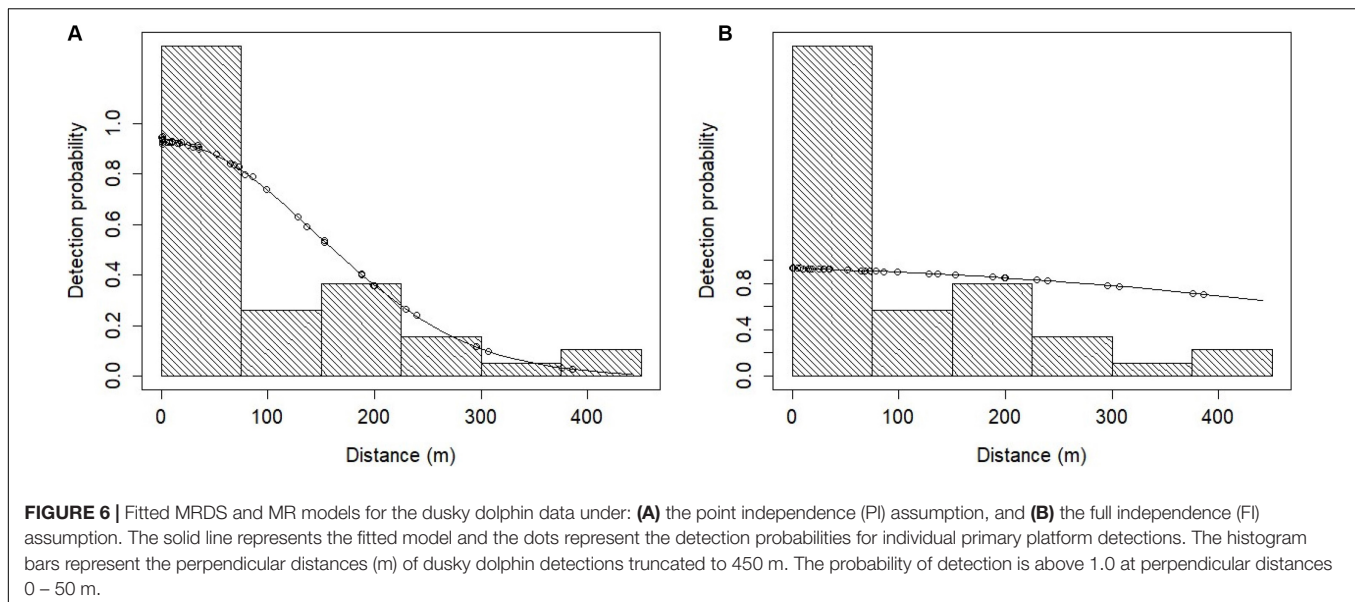 A
Detection probability
1.0
0.8
0.6
0.4
0.2
0.0
0 100 200 300 400
Distance (m)
B
Detection probability
0.8
0.4
0.0
0 100 200 300 400
Distance (m)
FIGURE 6 | Fitted MRDS and MR models for the dusky dolphin data under: (A) the point independence (PI) assumption, and (B) the full independence (FI)
assumption. The solid line represents the fitted model and the dots represent the detection probabilities for individual primary platform detections. The histogram
bars represent the perpendicular distances (m) of dusky dolphin detections truncated to 450 m. The probability of detection is above 1.0 at perpendicular distances
0 – 50 m.